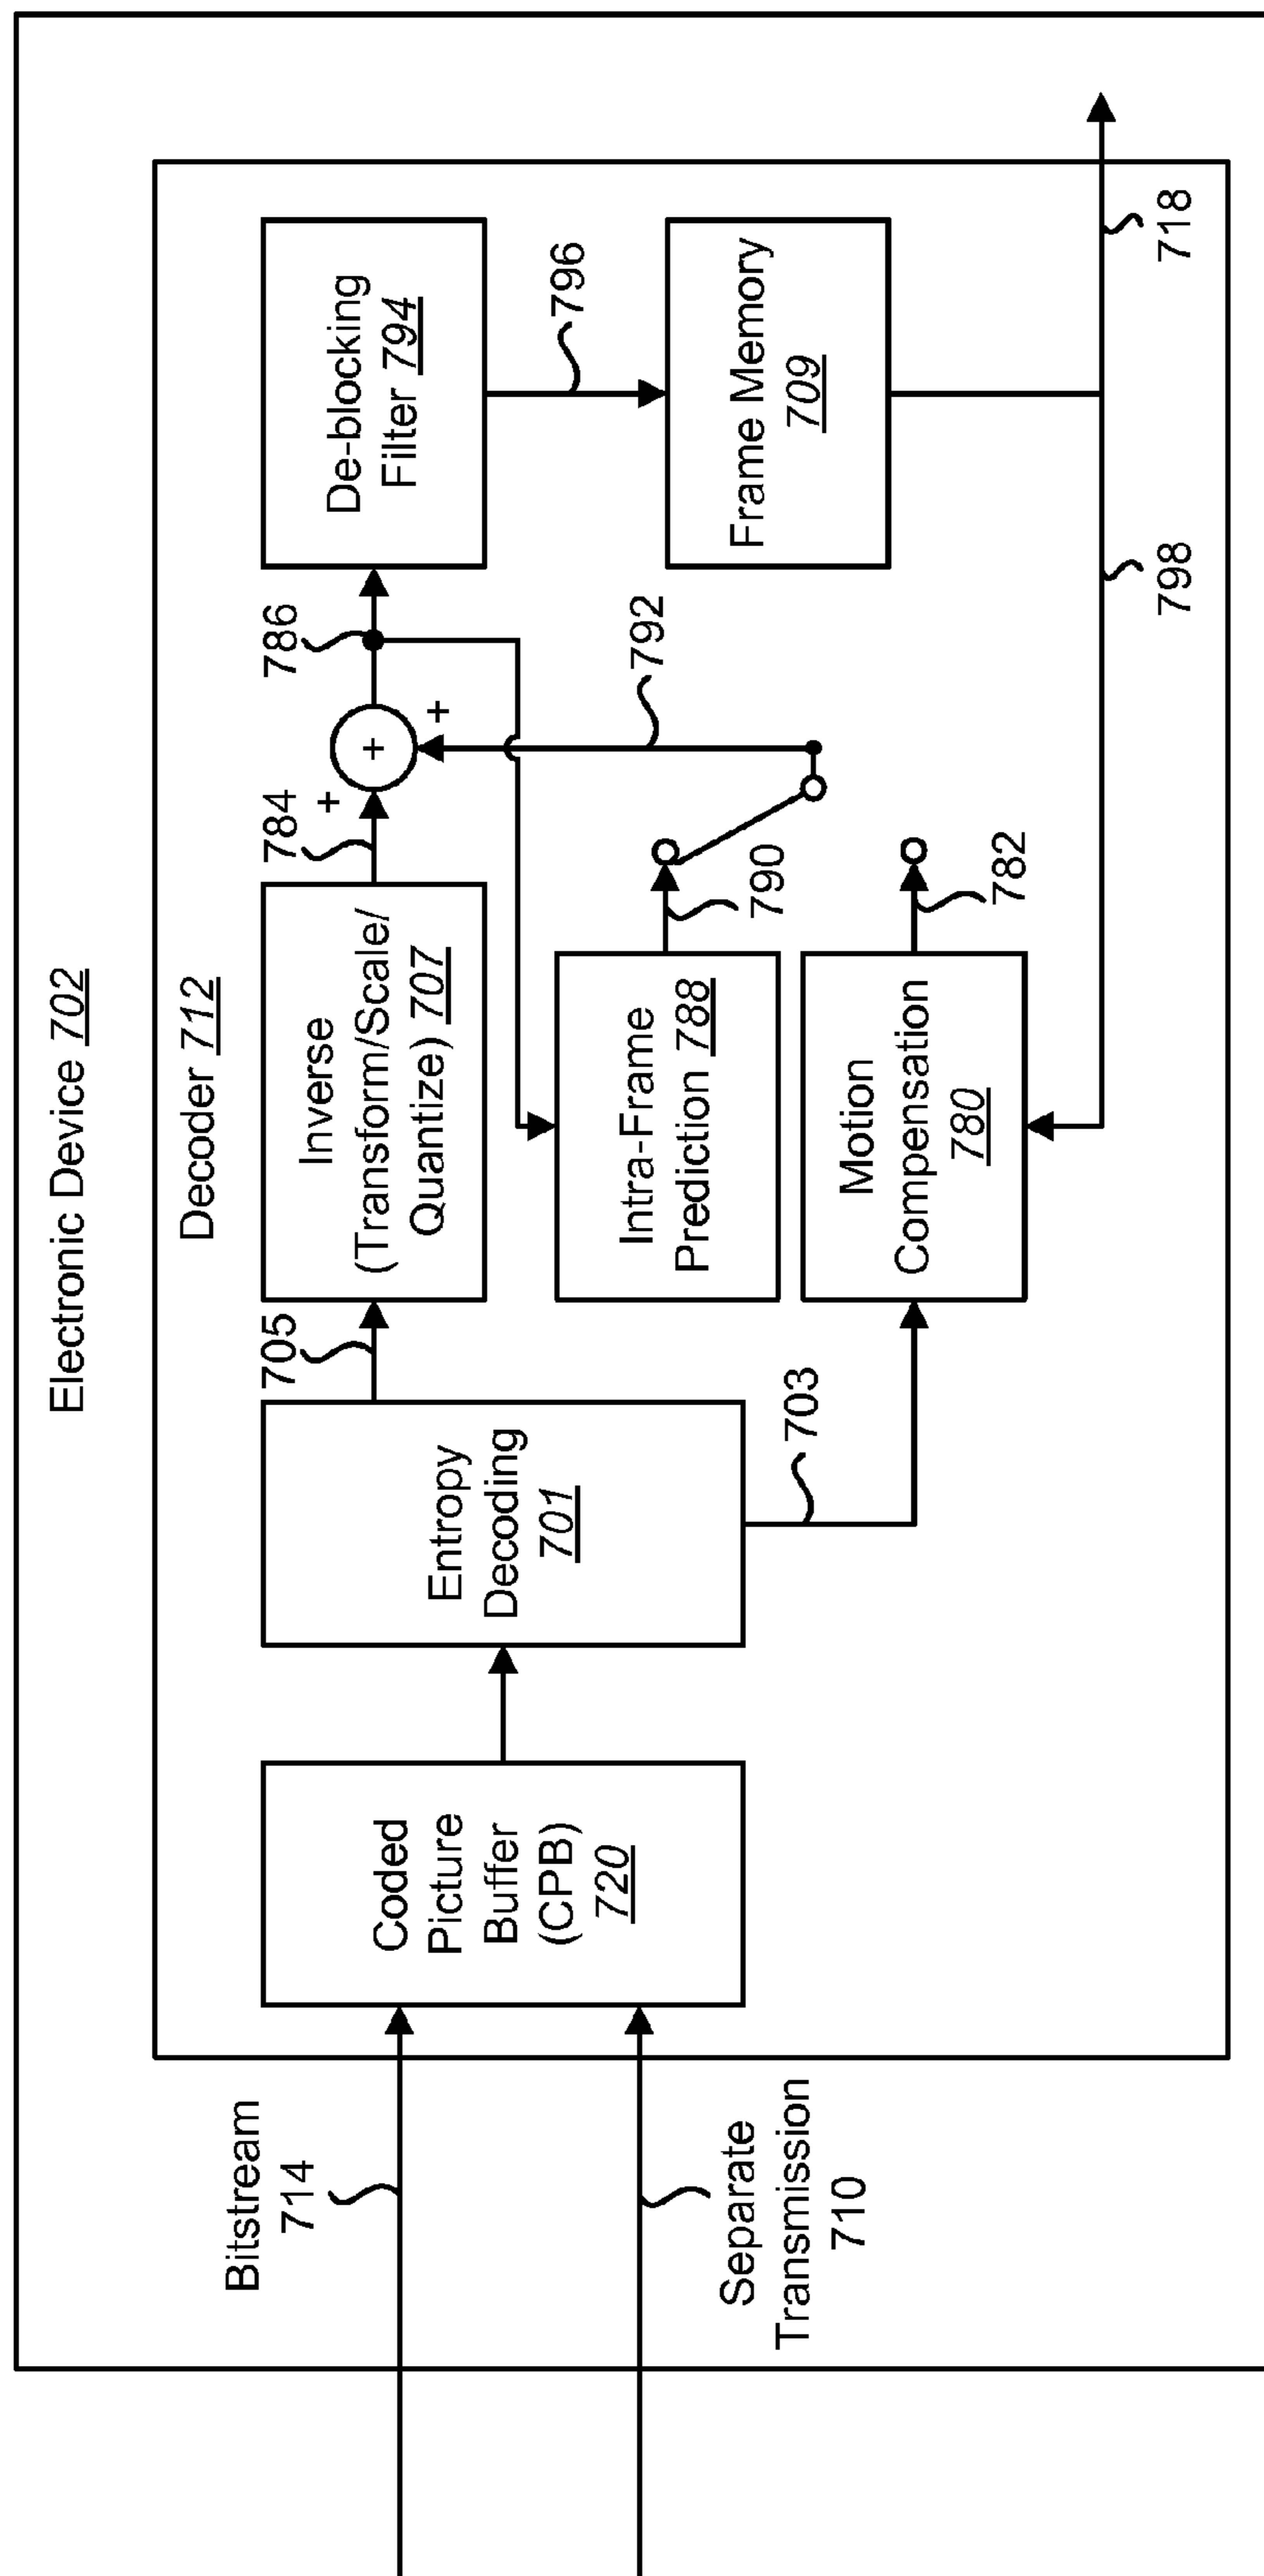 Electronic Device 702
Decoder 712
Bitstream
714
Separate
Transmission
710
Coded
Picture
Buffer
(CPB)
720
Entropy
Decoding
701
705
703
Inverse
(Transform/Scale/
Quantize) 707
Intra-Frame
Prediction 788
Motion
Compensation
780
784
+
+
+
786
790
782
792
De-blocking
Filter 794
796
Frame Memory
709
798
718